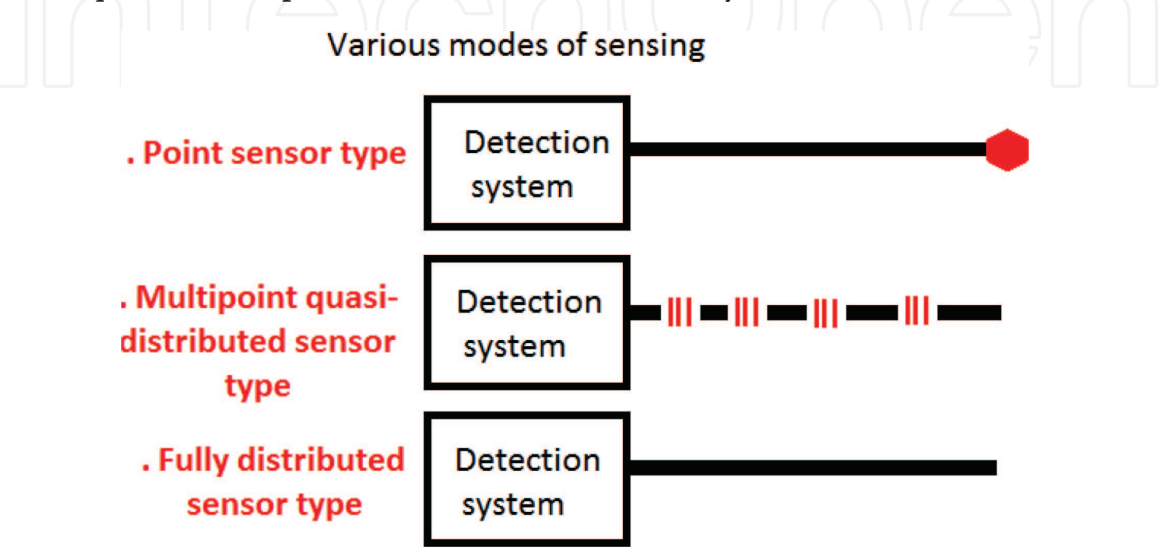 Various modes of sensing
. Point sensor type
Detection
system
. Multipoint quasi-
distributed sensor
type
Detection
system
. Fully distributed
sensor type
Detection
system